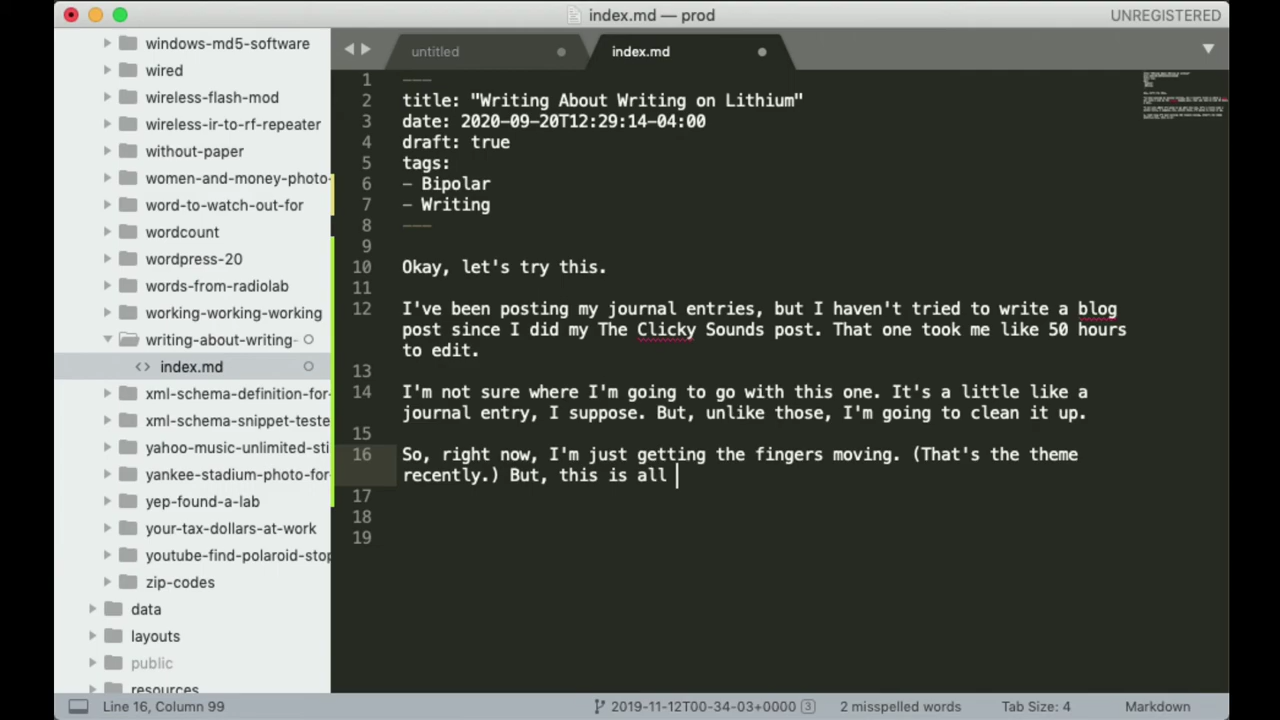 index.md — prod
UNREGISTERED
windows-md5-software
wired
wireless-flash-mod
wireless-ir-to-rf-repeater
without-paper
women-and-money-photo-
word-to-watch-out-for
wordcount
wordpress-20
words-from-radiolab
working-working-working
writing-about-writing-
<> index.md
xml-schema-definition-for-
xml-schema-snippet-teste
yahoo-music-unlimited-sti
yankee-stadium-photo-for-
yep-found-a-lab
your-tax-dollars-at-work
youtube-find-polaroid-stop
zip-codes
data
layouts
public
resources
untitled
index.md
1 ---
2 title: "Writing About Writing on Lithium"
3 date: 2020-09-20T12:29:14-04:00
4 draft: true
5 tags:
6 - Bipolar
7 - Writing
8 ---
9
10 Okay, let's try this.
11
12 I've been posting my journal entries, but I haven't tried to write a blog
post since I did my The Clicky Sounds post. That one took me like 50 hours
to edit.
13
14 I'm not sure where I'm going to go with this one. It's a little like a
journal entry, I suppose. But, unlike those, I'm going to clean it up.
15
16 So, right now, I'm just getting the fingers moving. (That's the theme
recently.) But, this is all
17
18
19
Line 16, Column 99
2019-11-12T00-34-03+0000 3
2 misspelled words
Tab Size: 4
Markdown